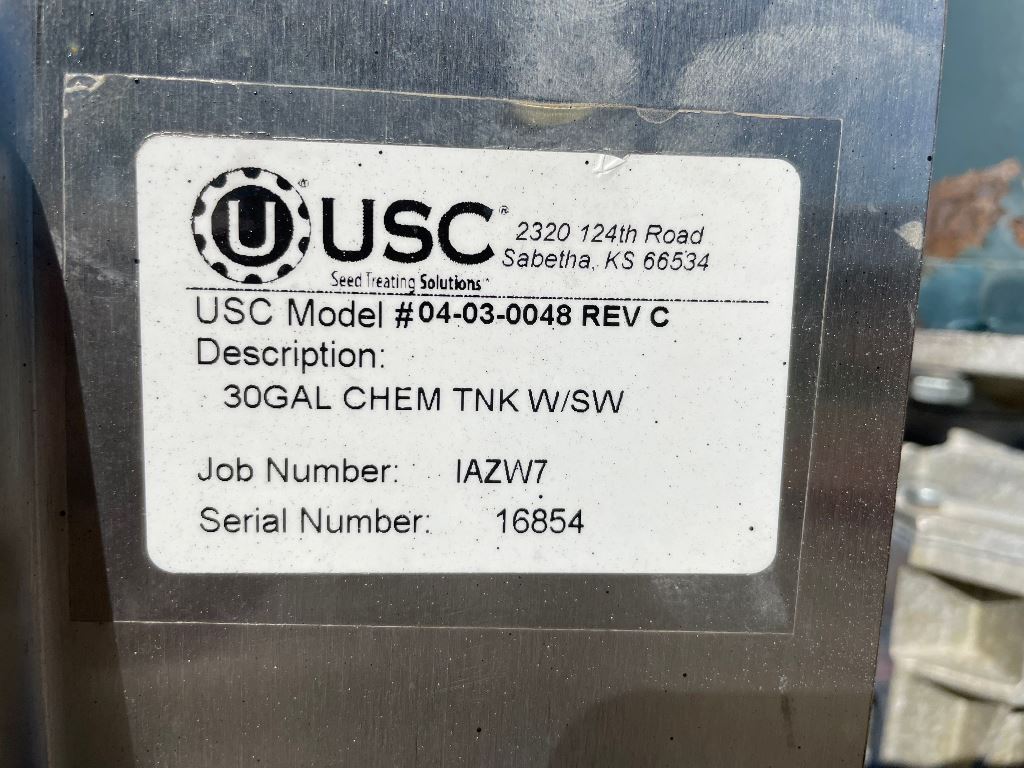 U® USC® 2320 124th Road
Sabetha, KS 66534
Seed Treating Solutions™
USC Model #04-03-0048 REV C
Description:
30GAL CHEM TNK W/SW
Job Number: IAZW7
Serial Number: 16854